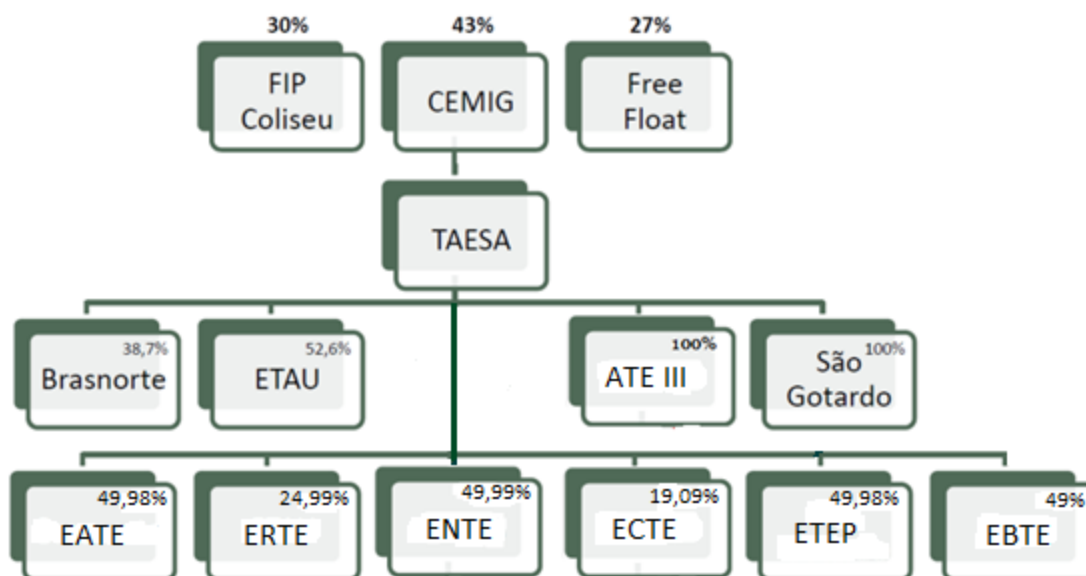 30%
43%
27%
FIP
Coliseu
CEMIG
Free
Float
TAESA
38,7%
Brasnorte
52,6%
ETAU
100%
ATE III
100%
São
Gotardo
49,98%
EATE
24,99%
ERTE
49,99%
ENTE
19,09%
ECTE
49,98%
ETEP
49%
EBTE